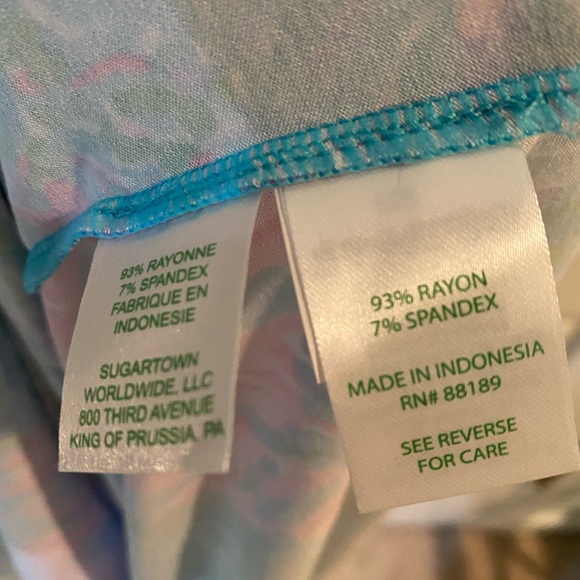 93% RAYONNE
7% SPANDEX
FABRIQUE EN
INDONESIE
SUGARTOWN
WORLDWIDE, LLC
800 THIRD AVENUE
KING OF PRUSSIA, PA
93% RAYON
7% SPANDEX
MADE IN INDONESIA
RN# 88189
SEE REVERSE
FOR CARE